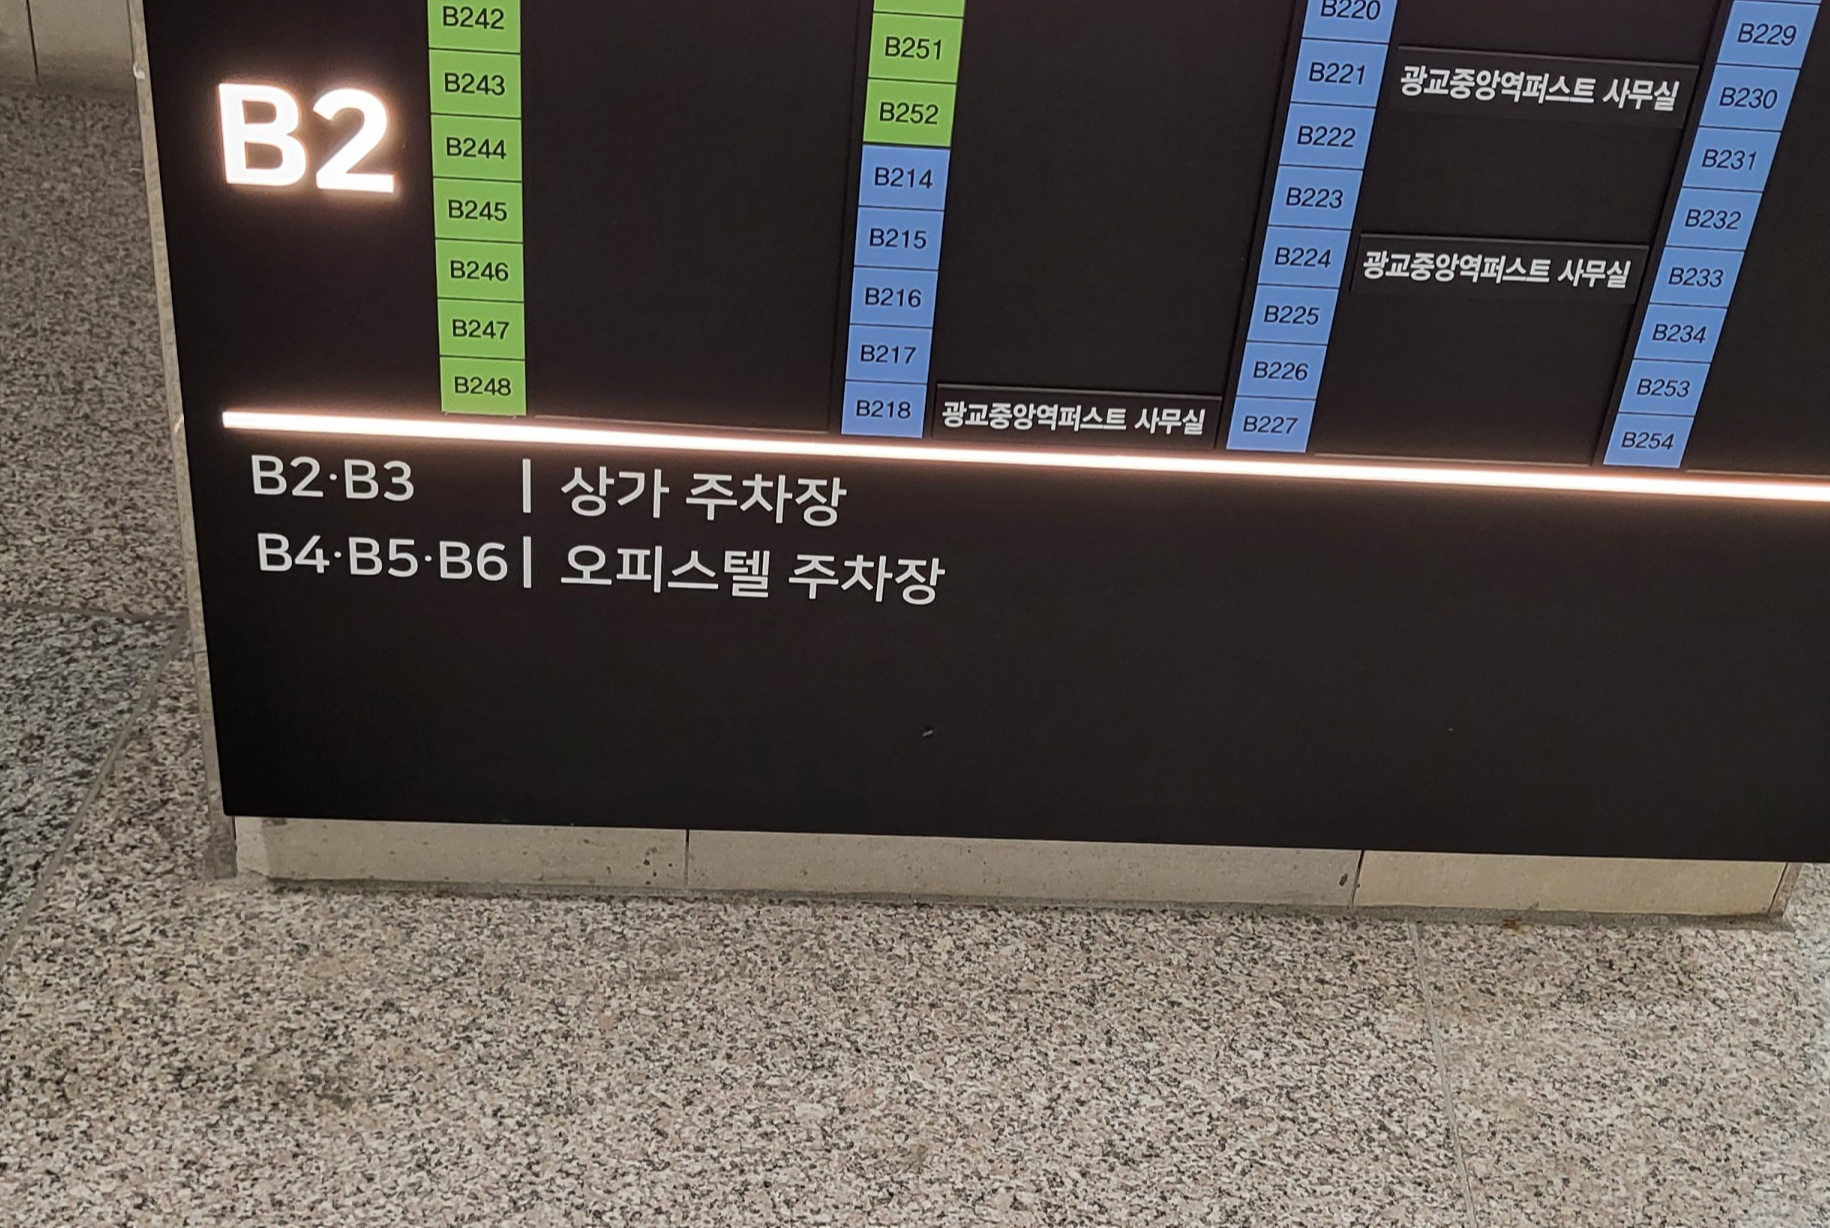 B2
B242
B243
B244
B245
B246
B247
B248
B251
B252
B214
B215
B216
B217
B218 광교중앙역퍼스트 사무실
B220
B221 광교중앙역퍼스트 사무실
B222
B223
B224 광교중앙역퍼스트 사무실
B225
B226
B227
B229
B230
B231
B232
B233
B234
B253
B254
B2·B3 | 상가 주차장
B4·B5·B6 | 오피스텔 주차장